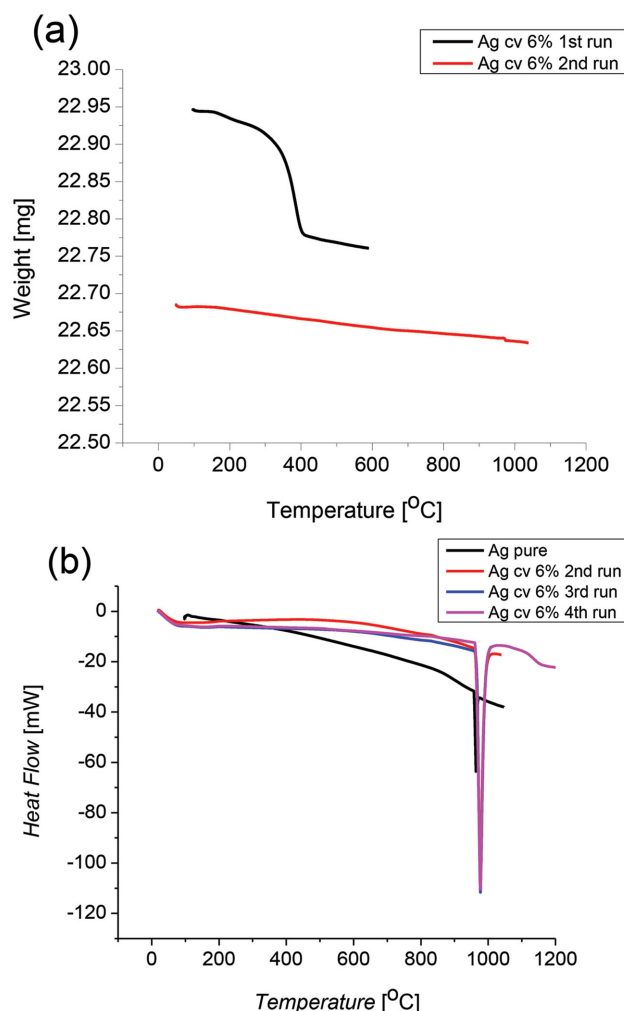 (a)
Ag cv 6% 1st run
Ag cv 6% 2nd run
23.00
22.95
22.90
22.85
22.80
22.75
22.70
22.65
22.60
22.55
22.50
Weight [mg]
0 200 400 600 800 1000 1200
Temperature [°C]
(b)
Ag pure
Ag cv 6% 2nd run
Ag cv 6% 3rd run
Ag cv 6% 4th run
0
-20
-40
-60
-80
-100
-120
Heat Flow [mW]
0 200 400 600 800 1000 1200
Temperature [°C]